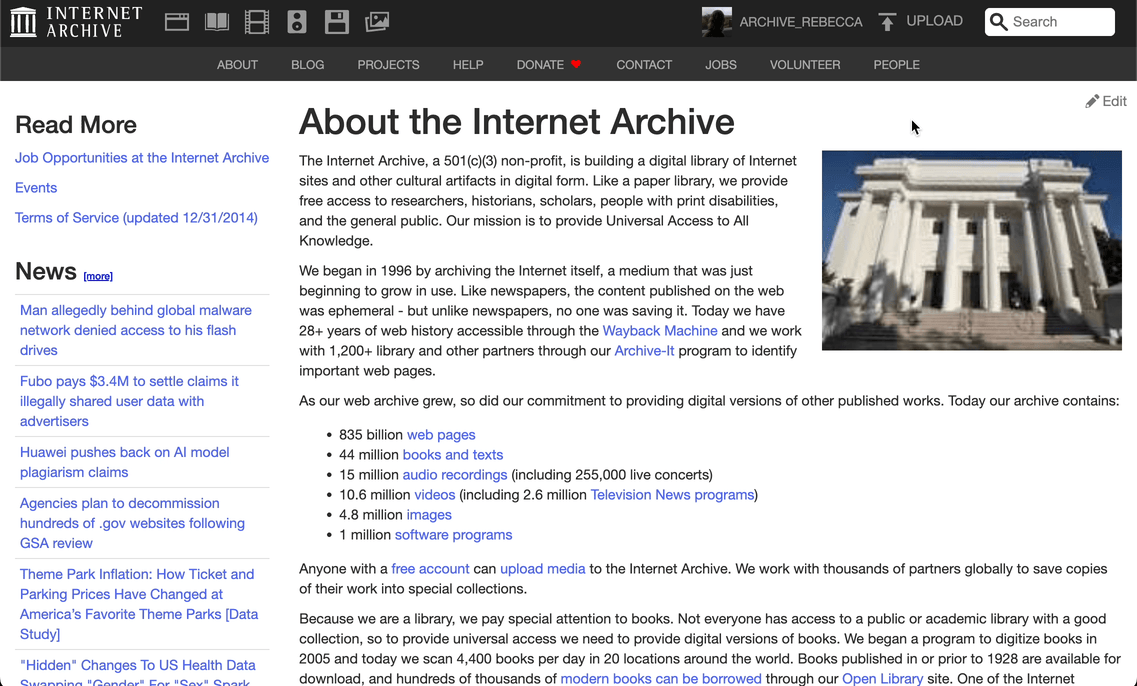 INTERNET
ARCHIVE
ARCHIVE_REBECCA
UPLOAD
Search
ABOUT
BLOG
PROJECTS
HELP
DONATE
CONTACT
JOBS
VOLUNTEER
PEOPLE
Edit
Read More
Job Opportunities at the Internet Archive
Events
Terms of Service (updated 12/31/2014)
News [more]
Man allegedly behind global malware
network denied access to his flash
drives
Fubo pays $3.4M to settle claims it
illegally shared user data with
advertisers
Huawei pushes back on AI model
plagiarism claims
Agencies plan to decommission
hundreds of .gov websites following
GSA review
Theme Park Inflation: How Ticket and
Parking Prices Have Changed at
America’s Favorite Theme Parks [Data
Study]
"Hidden" Changes To US Health Data
Swapping "Gender" For "Sex" Spark
About the Internet Archive
The Internet Archive, a 501(c)(3) non-profit, is building a digital library of Internet
sites and other cultural artifacts in digital form. Like a paper library, we provide
free access to researchers, historians, scholars, people with print disabilities,
and the general public. Our mission is to provide Universal Access to All
Knowledge.
We began in 1996 by archiving the Internet itself, a medium that was just
beginning to grow in use. Like newspapers, the content published on the web
was ephemeral - but unlike newspapers, no one was saving it. Today we have
28+ years of web history accessible through the Wayback Machine and we work
with 1,200+ library and other partners through our Archive-It program to identify
important web pages.
As our web archive grew, so did our commitment to providing digital versions of other published works. Today our archive contains:
• 835 billion web pages
• 44 million books and texts
• 15 million audio recordings (including 255,000 live concerts)
• 10.6 million videos (including 2.6 million Television News programs)
• 4.8 million images
• 1 million software programs
Anyone with a free account can upload media to the Internet Archive. We work with thousands of partners globally to save copies
of their work into special collections.
Because we are a library, we pay special attention to books. Not everyone has access to a public or academic library with a good
collection, so to provide universal access we need to provide digital versions of books. We began a program to digitize books in
2005 and today we scan 4,400 books per day in 20 locations around the world. Books published in or prior to 1928 are available for
download, and hundreds of thousands of modern books can be borrowed through our Open Library site. One of the Internet